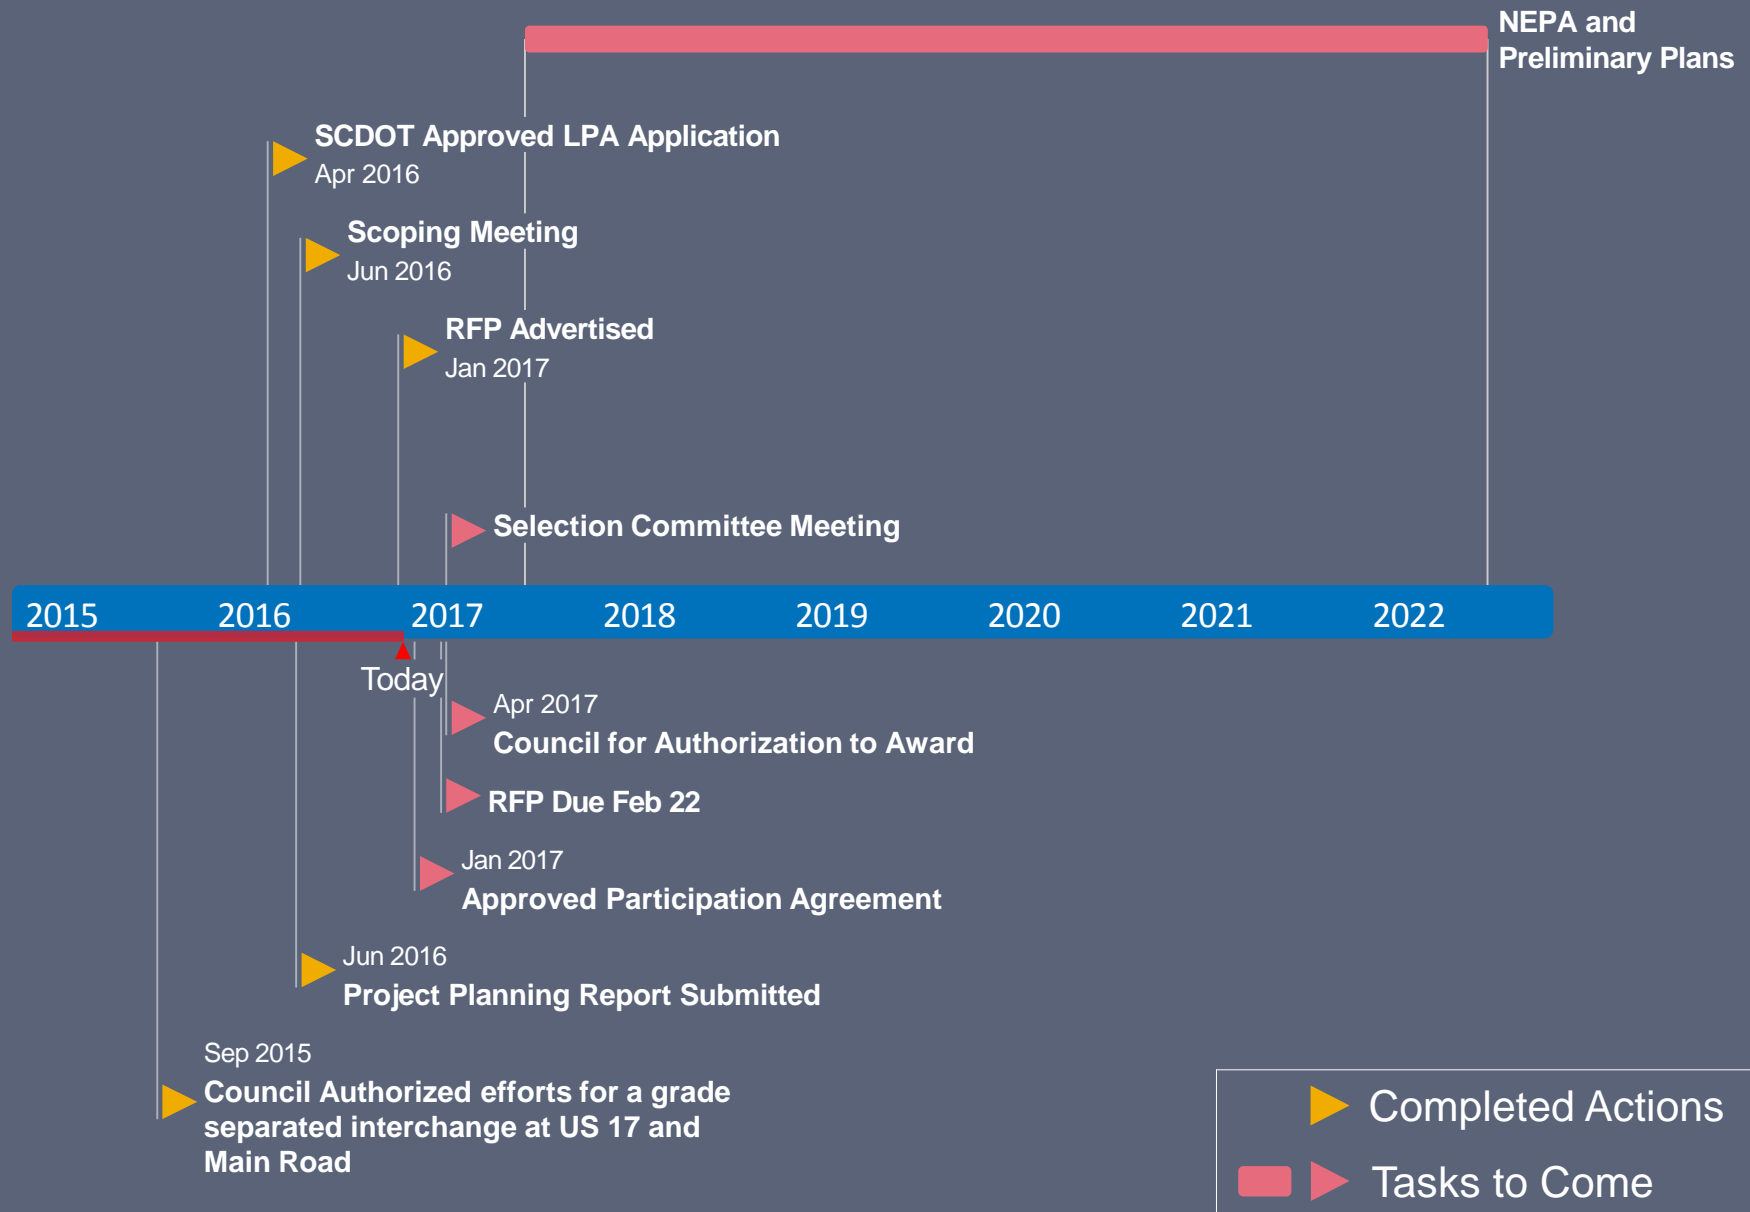 NEPA and
Preliminary Plans
SCDOT Approved LPA Application
Apr 2016
Scoping Meeting
Jun 2016
RFP Advertised
Jan 2017
Selection Committee Meeting
2015 2016 2017 2018 2019 2020 2021 2022
Today
Apr 2017
Council for Authorization to Award
RFP Due Feb 22
Jan 2017
Approved Participation Agreement
Jun 2016
Project Planning Report Submitted
Sep 2015
Council Authorized efforts for a grade
separated interchange at US 17 and
Main Road
Completed Actions
Tasks to Come